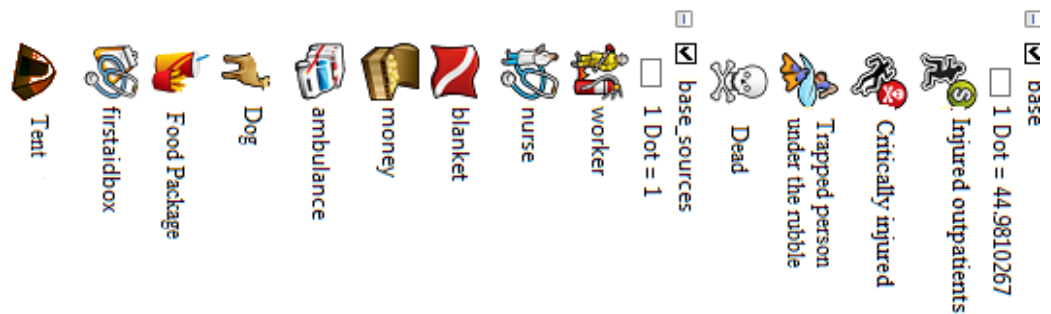 base
1 Dot = 44.9810267
Injured outpatients
Critically injured
Trapped person
under the rubble
Dead
base_sources
1 Dot = 1
worker
nurse
blanket
money
ambulance
Dog
Food Package
firstaidbox
Tent